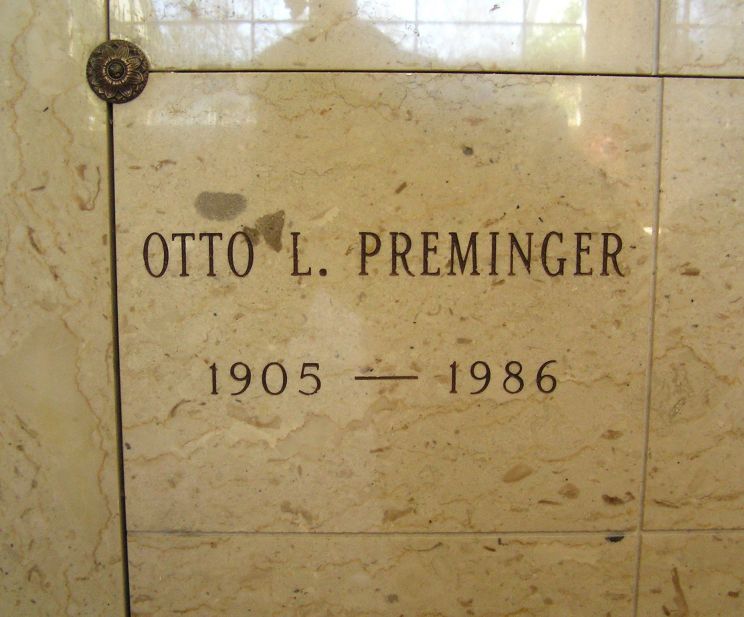 OTTO L. PREMINGER
1905 — 1986